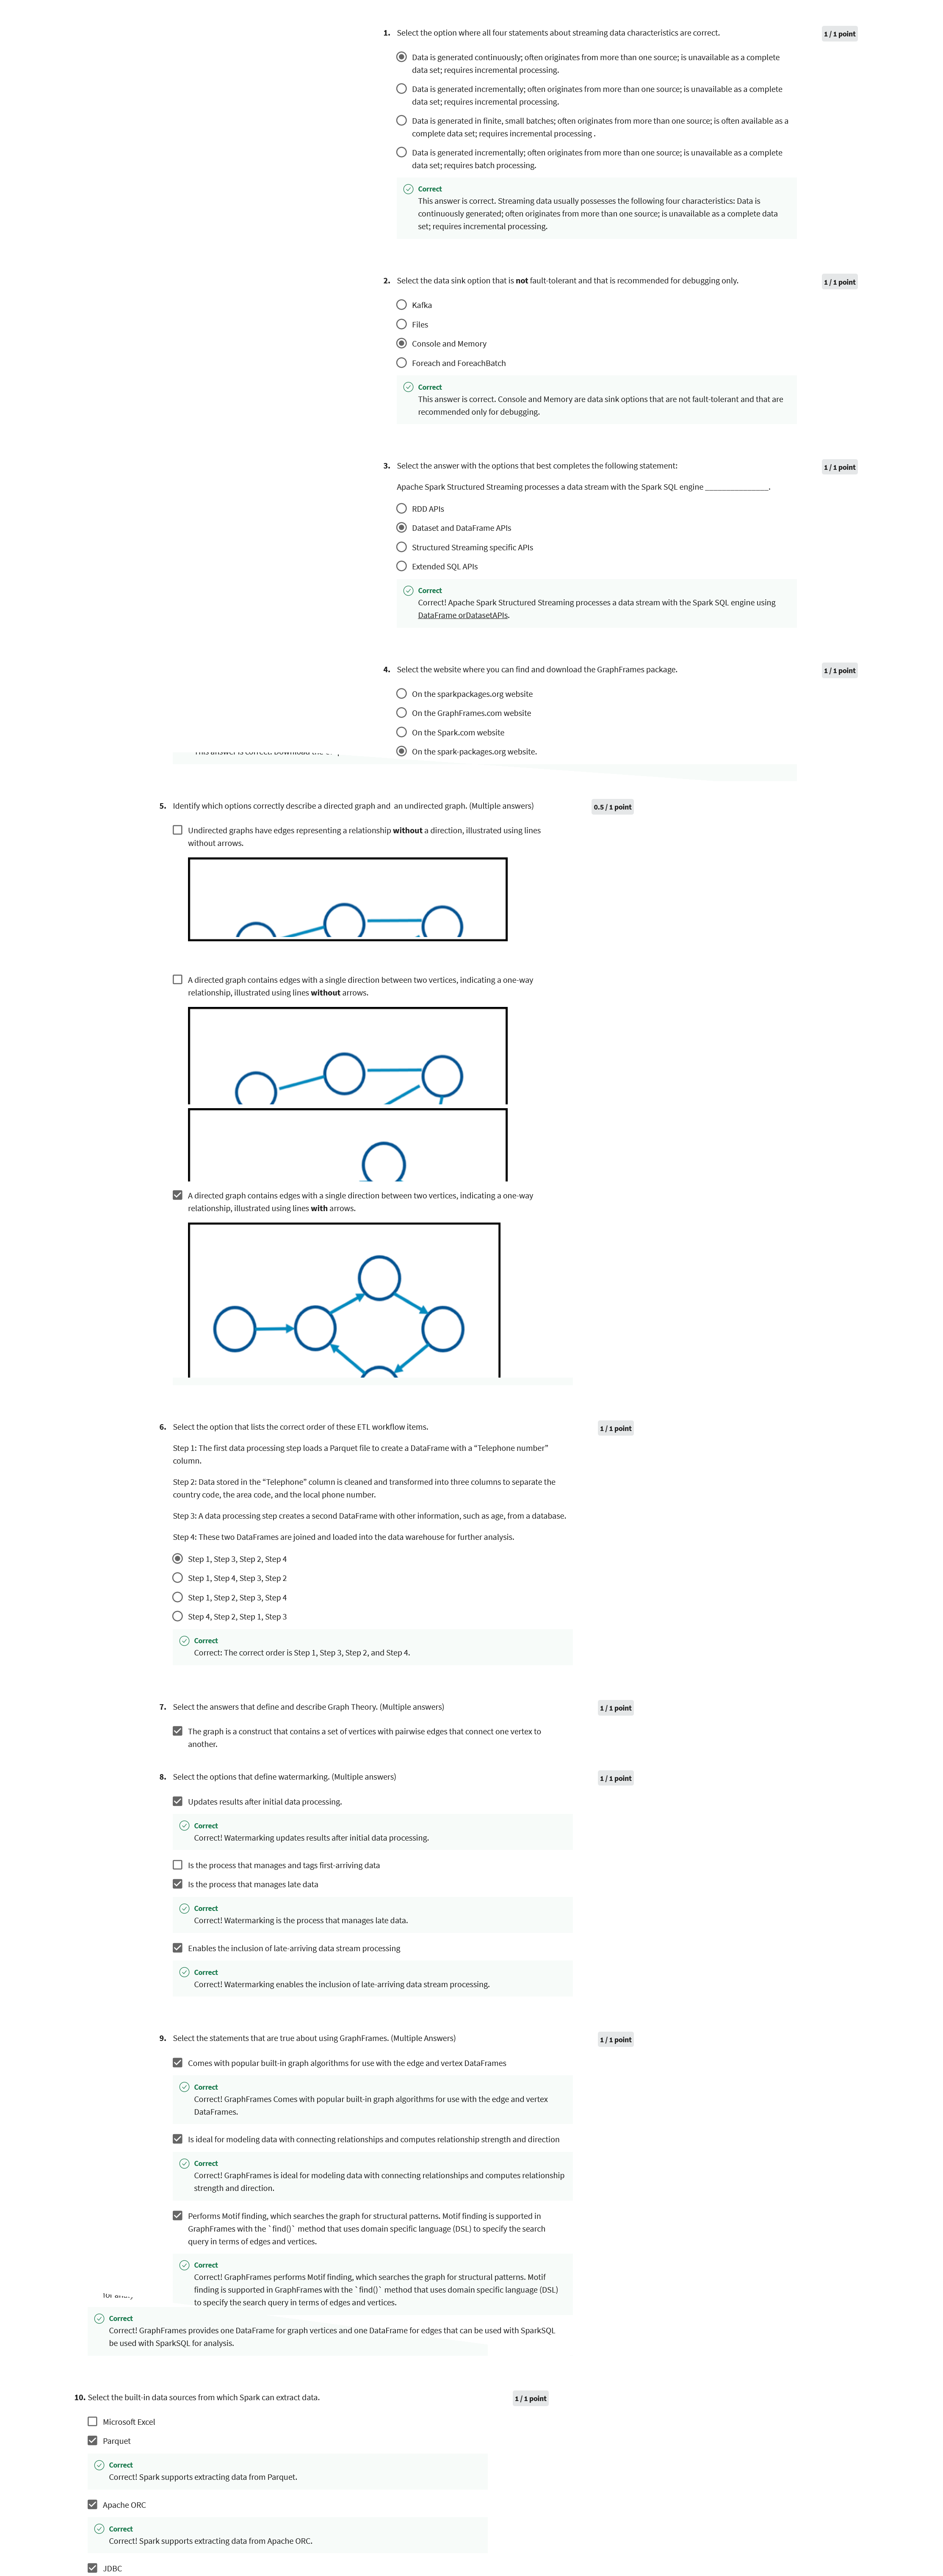 1. Select the option where all four statements about streaming data characteristics are correct.
1 / 1 point
Data is generated continuously; often originates from more than one source; is unavailable as a complete
data set; requires incremental processing.
Data is generated incrementally; often originates from more than one source; is unavailable as a complete
data set; requires incremental processing.
Data is generated in finite, small batches; often originates from more than one source; is often available as a
complete data set; requires incremental processing .
Data is generated incrementally; often originates from more than one source; is unavailable as a complete
data set; requires batch processing.
Correct
This answer is correct. Streaming data usually possesses the following four characteristics: Data is
continuously generated; often originates from more than one source; is unavailable as a complete data
set; requires incremental processing.
2. Select the data sink option that is not fault-tolerant and that is recommended for debugging only.
1 / 1 point
Kafka
Files
Console and Memory
Foreach and ForeachBatch
Correct
This answer is correct. Console and Memory are data sink options that are not fault-tolerant and that are
recommended only for debugging.
3. Select the answer with the options that best completes the following statement:
1 / 1 point
Apache Spark Structured Streaming processes a data stream with the Spark SQL engine _______________.
RDD APIs
Dataset and DataFrame APIs
Structured Streaming specific APIs
Extended SQL APIs
Correct
Correct! Apache Spark Structured Streaming processes a data stream with the Spark SQL engine using
DataFrame orDatasetAPIs.
4. Select the website where you can find and download the GraphFrames package.
1 / 1 point
On the sparkpackages.org website
On the GraphFrames.com website
On the Spark.com website
On the spark-packages.org website.
This answer is correct. Download the
5. Identify which options correctly describe a directed graph and an undirected graph. (Multiple answers)
0.5 / 1 point
Undirected graphs have edges representing a relationship without a direction, illustrated using lines
without arrows.
A directed graph contains edges with a single direction between two vertices, indicating a one-way
relationship, illustrated using lines without arrows.
A directed graph contains edges with a single direction between two vertices, indicating a one-way
relationship, illustrated using lines with arrows.
6. Select the option that lists the correct order of these ETL workflow items.
1 / 1 point
Step 1: The first data processing step loads a Parquet file to create a DataFrame with a “Telephone number”
column.
Step 2: Data stored in the “Telephone” column is cleaned and transformed into three columns to separate the
country code, the area code, and the local phone number.
Step 3: A data processing step creates a second DataFrame with other information, such as age, from a database.
Step 4: These two DataFrames are joined and loaded into the data warehouse for further analysis.
Step 1, Step 3, Step 2, Step 4
Step 1, Step 4, Step 3, Step 2
Step 1, Step 2, Step 3, Step 4
Step 4, Step 2, Step 1, Step 3
Correct
Correct: The correct order is Step 1, Step 3, Step 2, and Step 4.
7. Select the answers that define and describe Graph Theory. (Multiple answers)
1 / 1 point
The graph is a construct that contains a set of vertices with pairwise edges that connect one vertex to
another.
8. Select the options that define watermarking. (Multiple answers)
1 / 1 point
Updates results after initial data processing.
Correct
Correct! Watermarking updates results after initial data processing.
Is the process that manages and tags first-arriving data
Is the process that manages late data
Correct
Correct! Watermarking is the process that manages late data.
Enables the inclusion of late-arriving data stream processing
Correct
Correct! Watermarking enables the inclusion of late-arriving data stream processing.
9. Select the statements that are true about using GraphFrames. (Multiple Answers)
1 / 1 point
Comes with popular built-in graph algorithms for use with the edge and vertex DataFrames
Correct
Correct! GraphFrames Comes with popular built-in graph algorithms for use with the edge and vertex
DataFrames.
Is ideal for modeling data with connecting relationships and computes relationship strength and direction
Correct
Correct! GraphFrames is ideal for modeling data with connecting relationships and computes relationship
strength and direction.
Performs Motif finding, which searches the graph for structural patterns. Motif finding is supported in
GraphFrames with the `find()` method that uses domain specific language (DSL) to specify the search
query in terms of edges and vertices.
Correct
Correct! GraphFrames performs Motif finding, which searches the graph for structural patterns. Motif
finding is supported in GraphFrames with the `find()` method that uses domain specific language (DSL)
to specify the search query in terms of edges and vertices.
for
Correct
Correct! GraphFrames provides one DataFrame for graph vertices and one DataFrame for edges that can be used with SparkSQL
be used with SparkSQL for analysis.
10. Select the built-in data sources from which Spark can extract data.
1 / 1 point
Microsoft Excel
Parquet
Correct
Correct! Spark supports extracting data from Parquet.
Apache ORC
Correct
Correct! Spark supports extracting data from Apache ORC.
JDBC